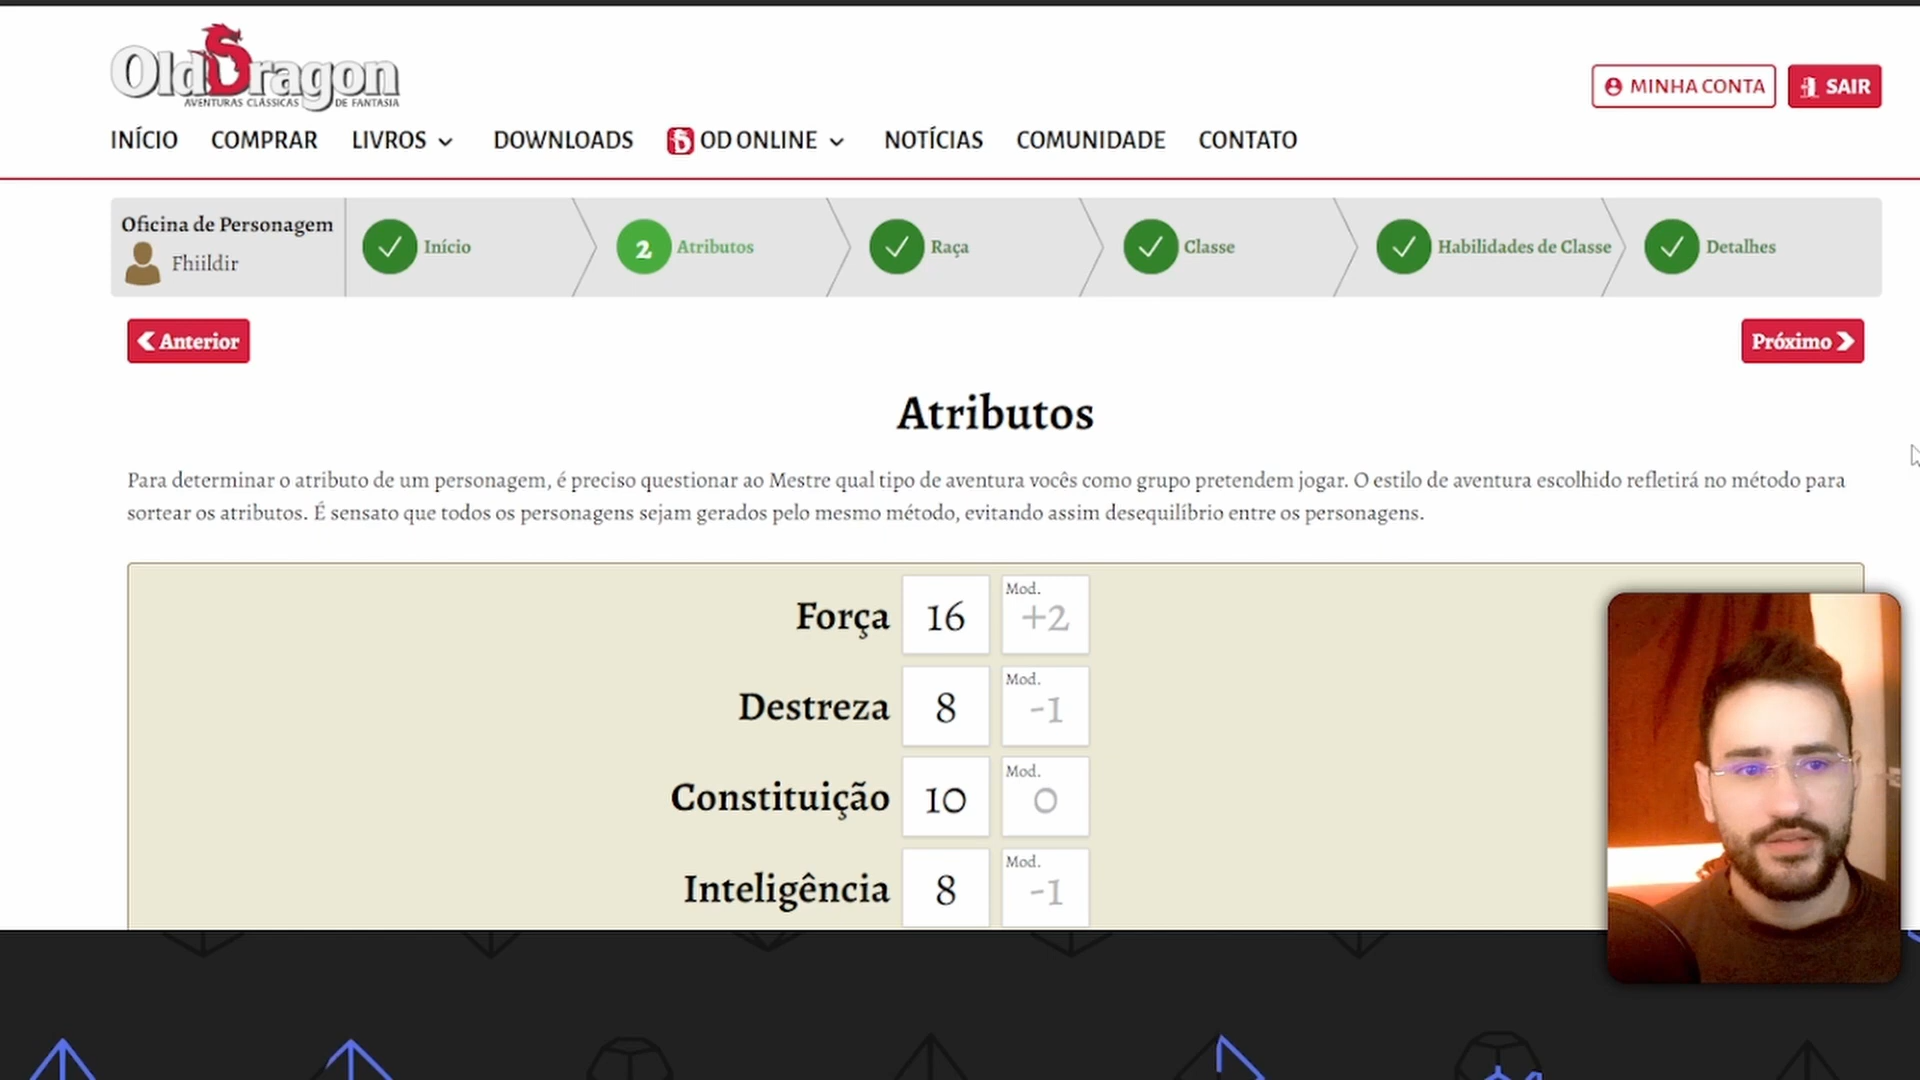 OldDragon
AVENTURAS CLÁSSICAS DE FANTASIA
MINHA CONTA
SAIR
INÍCIO
COMPRAR
LIVROS
DOWNLOADS
OD ONLINE
NOTÍCIAS
COMUNIDADE
CONTATO
Oficina de Personagem
Fhiildir
Início
2
Atributos
Raça
Classe
Habilidades de Classe
Detalhes
Anterior
Próximo
Atributos
Para determinar o atributo de um personagem, é preciso questionar ao Mestre qual tipo de aventura vocês como grupo pretendem jogar. O estilo de aventura escolhido refletirá no método para
sortear os atributos. É sensato que todos os personagens sejam gerados pelo mesmo método, evitando assim desequilíbrio entre os personagens.
Força 16 Mod. +2
Destreza 8 Mod. -1
Constituição 10 Mod. 0
Inteligência 8 Mod. -1